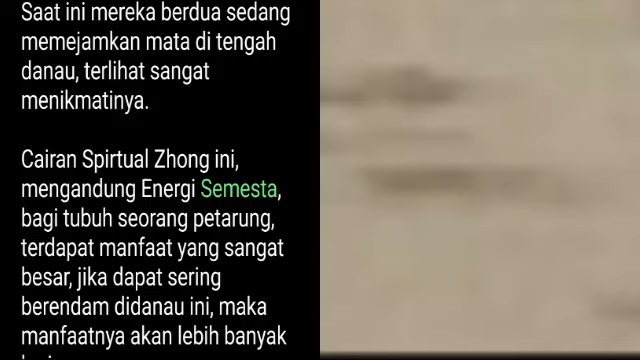 Saat ini mereka berdua sedang
memejamkan mata di tengah
danau, terlihat sangat
menikmatinya.
Cairan Spirtual Zhong ini,
mengandung Energi Semesta,
bagi tubuh seorang petarung,
terdapat manfaat yang sangat
besar, jika dapat sering
berendam didanau ini, maka
manfaatnya akan lebih banyak